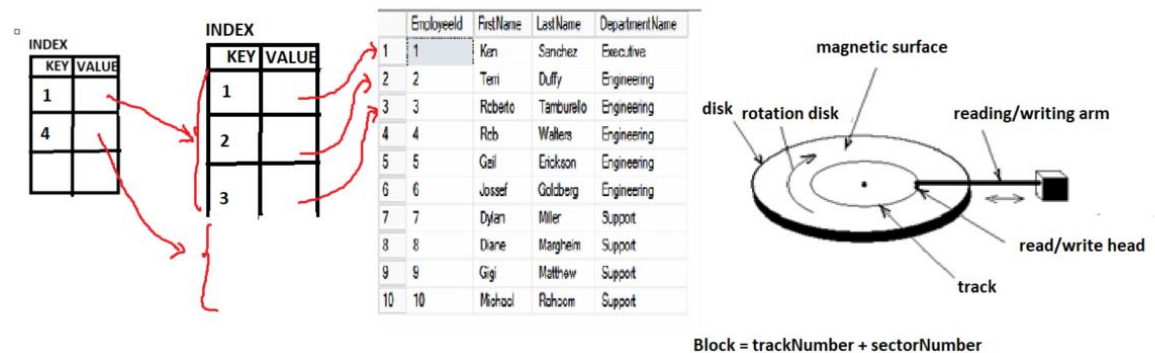 INDEX
KEY VALUE
1
4
INDEX
KEY VALUE
1
2
3
EmployeeId FirstName LastName DepartmentName
1 1 Ken Sanchez Executive
2 2 Terri Duffy Engineering
3 3 Roberto Tamburello Engineering
4 4 Rob Walters Engineering
5 5 Gail Erickson Engineering
6 6 Jossef Goldberg Engineering
7 7 Dylan Miller Support
8 8 Diane Margheim Support
9 9 Gigi Matthew Support
10 10 Michael Raheem Support
magnetic surface
disk rotation disk
reading/writing arm
read/write head
track
Block = trackNumber + sectorNumber